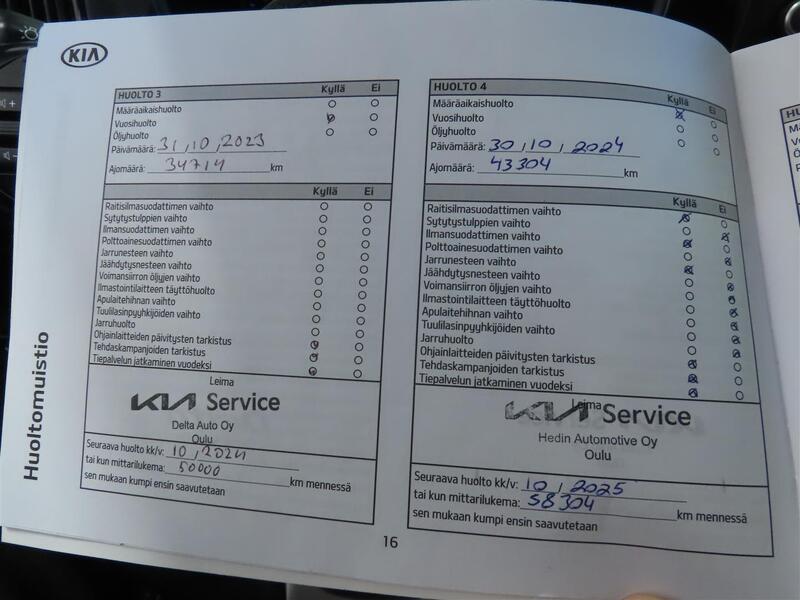 KIA
HUOLTO 3
Kyllä Ei
Määräaikaishuolto
Vuosihuolto
Öljyhuolto
Päivämäärä: 31,10,2023
Ajomäärä: 34714 km
Kyllä Ei
Raitisilmasuodattimen vaihto
Sytytystulppien vaihto
Ilmansuodattimen vaihto
Polttoainesuodattimen vaihto
Jarrunesteen vaihto
Jäähdytysnesteen vaihto
Voimansiirron öljyjen vaihto
Ilmastointilaitteen täyttöhuolto
Apulaitehihnan vaihto
Tuulilasinpyyhkijöiden vaihto
Jarruhuolto
Ohjainlaitteiden päivitysten tarkistus
Tehdaskampanjoiden tarkistus
Tiepalvelun jatkaminen vuodeksi
Leima
KIA Service
Delta Auto Oy
Oulu
Seuraava huolto kk/v: 10,2024
tai kun mittarilukema: 50000 km mennessä
sen mukaan kumpi ensin saavutetaan
HUOLTO 4
Kyllä Ei
Määräaikaishuolto
Vuosihuolto
Öljyhuolto
Päivämäärä: 30,10,2024
Ajomäärä: 43304 km
Kyllä Ei
Raitisilmasuodattimen vaihto
Sytytystulppien vaihto
Ilmansuodattimen vaihto
Polttoainesuodattimen vaihto
Jarrunesteen vaihto
Jäähdytysnesteen vaihto
Voimansiirron öljyjen vaihto
Ilmastointilaitteen täyttöhuolto
Apulaitehihnan vaihto
Tuulilasinpyyhkijöiden vaihto
Jarruhuolto
Ohjainlaitteiden päivitysten tarkistus
Tehdaskampanjoiden tarkistus
Tiepalvelun jatkaminen vuodeksi
Leima
KIA Service
Hedin Automotive Oy
Oulu
Seuraava huolto kk/v: 10,2025
tai kun mittarilukema: 58304 km mennessä
sen mukaan kumpi ensin saavutetaan
Huoltomuistio
16